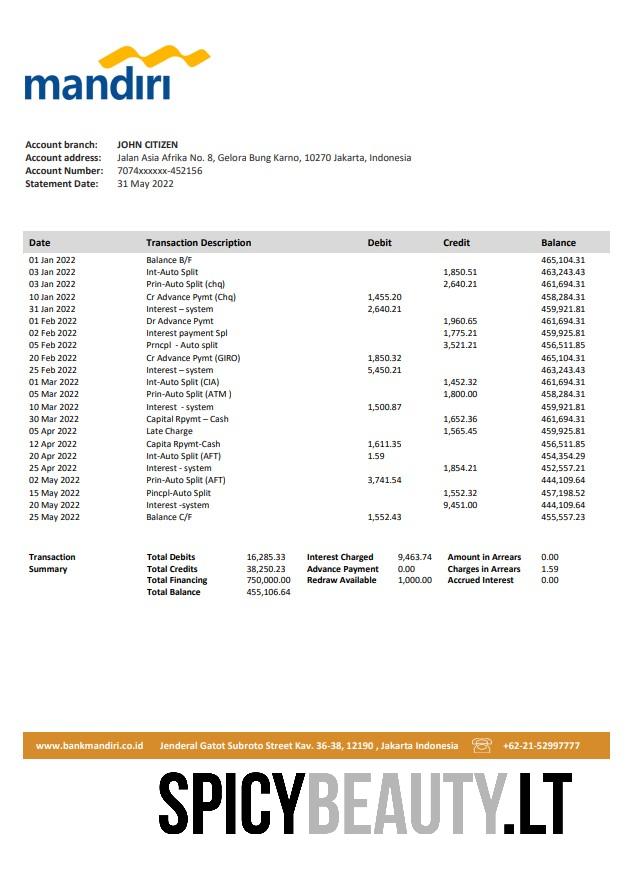 mandiri
Account branch: JOHN CITIZEN
Account address: Jalan Asia Afrika No. 8, Gelora Bung Karno, 10270 Jakarta, Indonesia
Account Number: 7074xxxxxx-452156
Statement Date: 31 May 2022
Date Transaction Description Debit Credit Balance
01 Jan 2022 Balance B/F 465,104.31
03 Jan 2022 Int-Auto Split 1,850.51 463,243.43
03 Jan 2022 Prin-Auto Split (chq) 2,640.21 461,694.31
10 Jan 2022 Cr Advance Pymt (Chq) 1,455.20 458,284.31
31 Jan 2022 Interest – system 2,640.21 459,921.81
01 Feb 2022 Dr Advance Pymt 1,960.65 461,694.31
02 Feb 2022 Interest payment Spl 1,775.21 459,925.81
05 Feb 2022 Prncpl - Auto split 3,521.21 456,511.85
20 Feb 2022 Cr Advance Pymt (GIRO) 1,850.32 465,104.31
25 Feb 2022 Interest – system 5,450.21 463,243.43
01 Mar 2022 Int-Auto Split (CIA) 1,452.32 461,694.31
05 Mar 2022 Prin-Auto Split (ATM ) 1,800.00 458,284.31
10 Mar 2022 Interest - system 1,500.87 459,921.81
30 Mar 2022 Capital Rpymt – Cash 1,652.36 461,694.31
05 Apr 2022 Late Charge 1,565.45 459,925.81
12 Apr 2022 Capita Rpymt-Cash 1,611.35 456,511.85
20 Apr 2022 Int-Auto Split (AFT) 1.59 454,354.29
25 Apr 2022 Interest - system 1,854.21 452,557.21
02 May 2022 Prin-Auto Split (AFT) 3,741.54 444,109.64
15 May 2022 Pincpl-Auto Split 1,552.32 457,198.52
20 May 2022 Interest -system 9,451.00 444,109.64
25 May 2022 Balance C/F 1,552.43 455,557.23
Transaction Total Debits 16,285.33 Interest Charged 9,463.74 Amount in Arrears 0.00
Summary Total Credits 38,250.23 Advance Payment 0.00 Charges in Arrears 1.59
Total Financing 750,000.00 Redraw Available 1,000.00 Accrued Interest 0.00
Total Balance 455,106.64
www.bankmandiri.co.id Jenderal Gatot Subroto Street Kav. 36-38, 12190 , Jakarta Indonesia +62-21-52997777
SPICYBEAUTY.LT